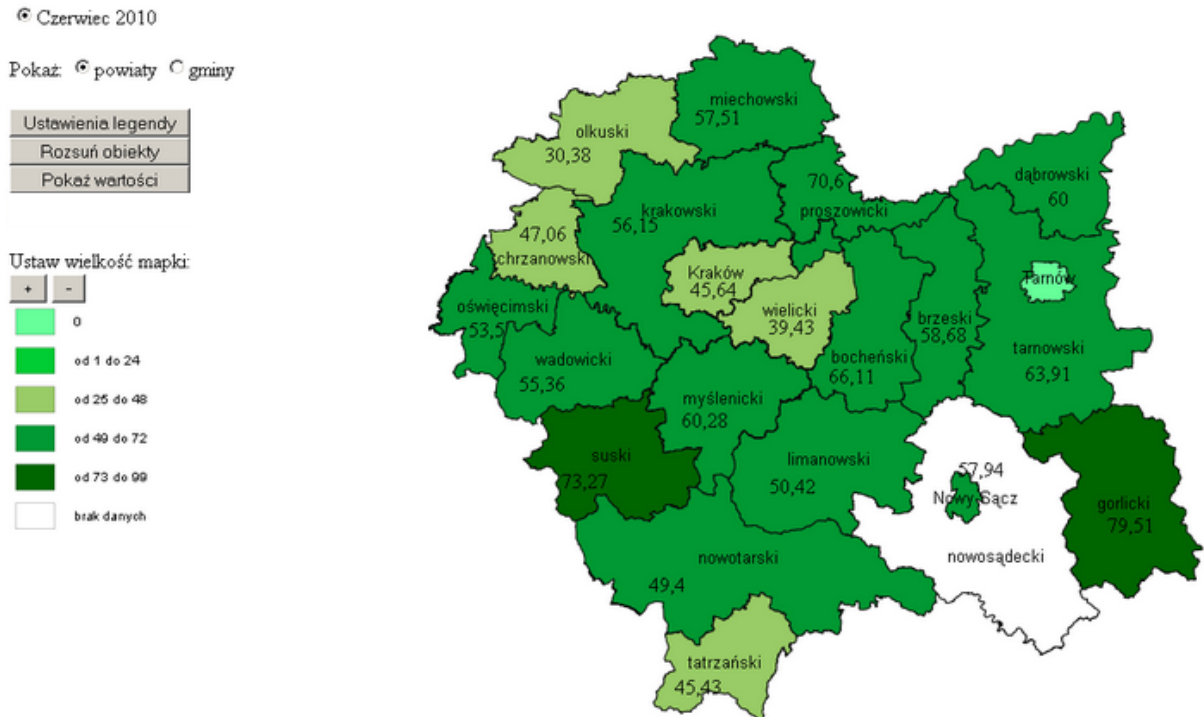 Czerwiec 2010
Pokaż: powiaty gminy
Ustawienia legendy
Rozsuń obiekty
Pokaż wartości
Ustaw wielkość mapki:
+ -
0
od 1 do 24
od 25 do 48
od 49 do 72
od 73 do 99
brak danych
miechowski
57,51
olkuski
30,38
dąbrowski
60
70,6
proszowicki
krakowski
56,15
47,06
chrzanowski
Kraków
45,64
Tarnów
oświęcimski
53,5
wielicki
39,43
brzeski
58,68
tarnowski
63,91
wadowicki
55,36
bocheński
66,11
myślenicki
60,28
suski
73,27
limanowski
50,42
57,94
Nowy-Sącz
gorlicki
79,51
nowosądecki
nowotarski
49,4
tatrzański
45,43